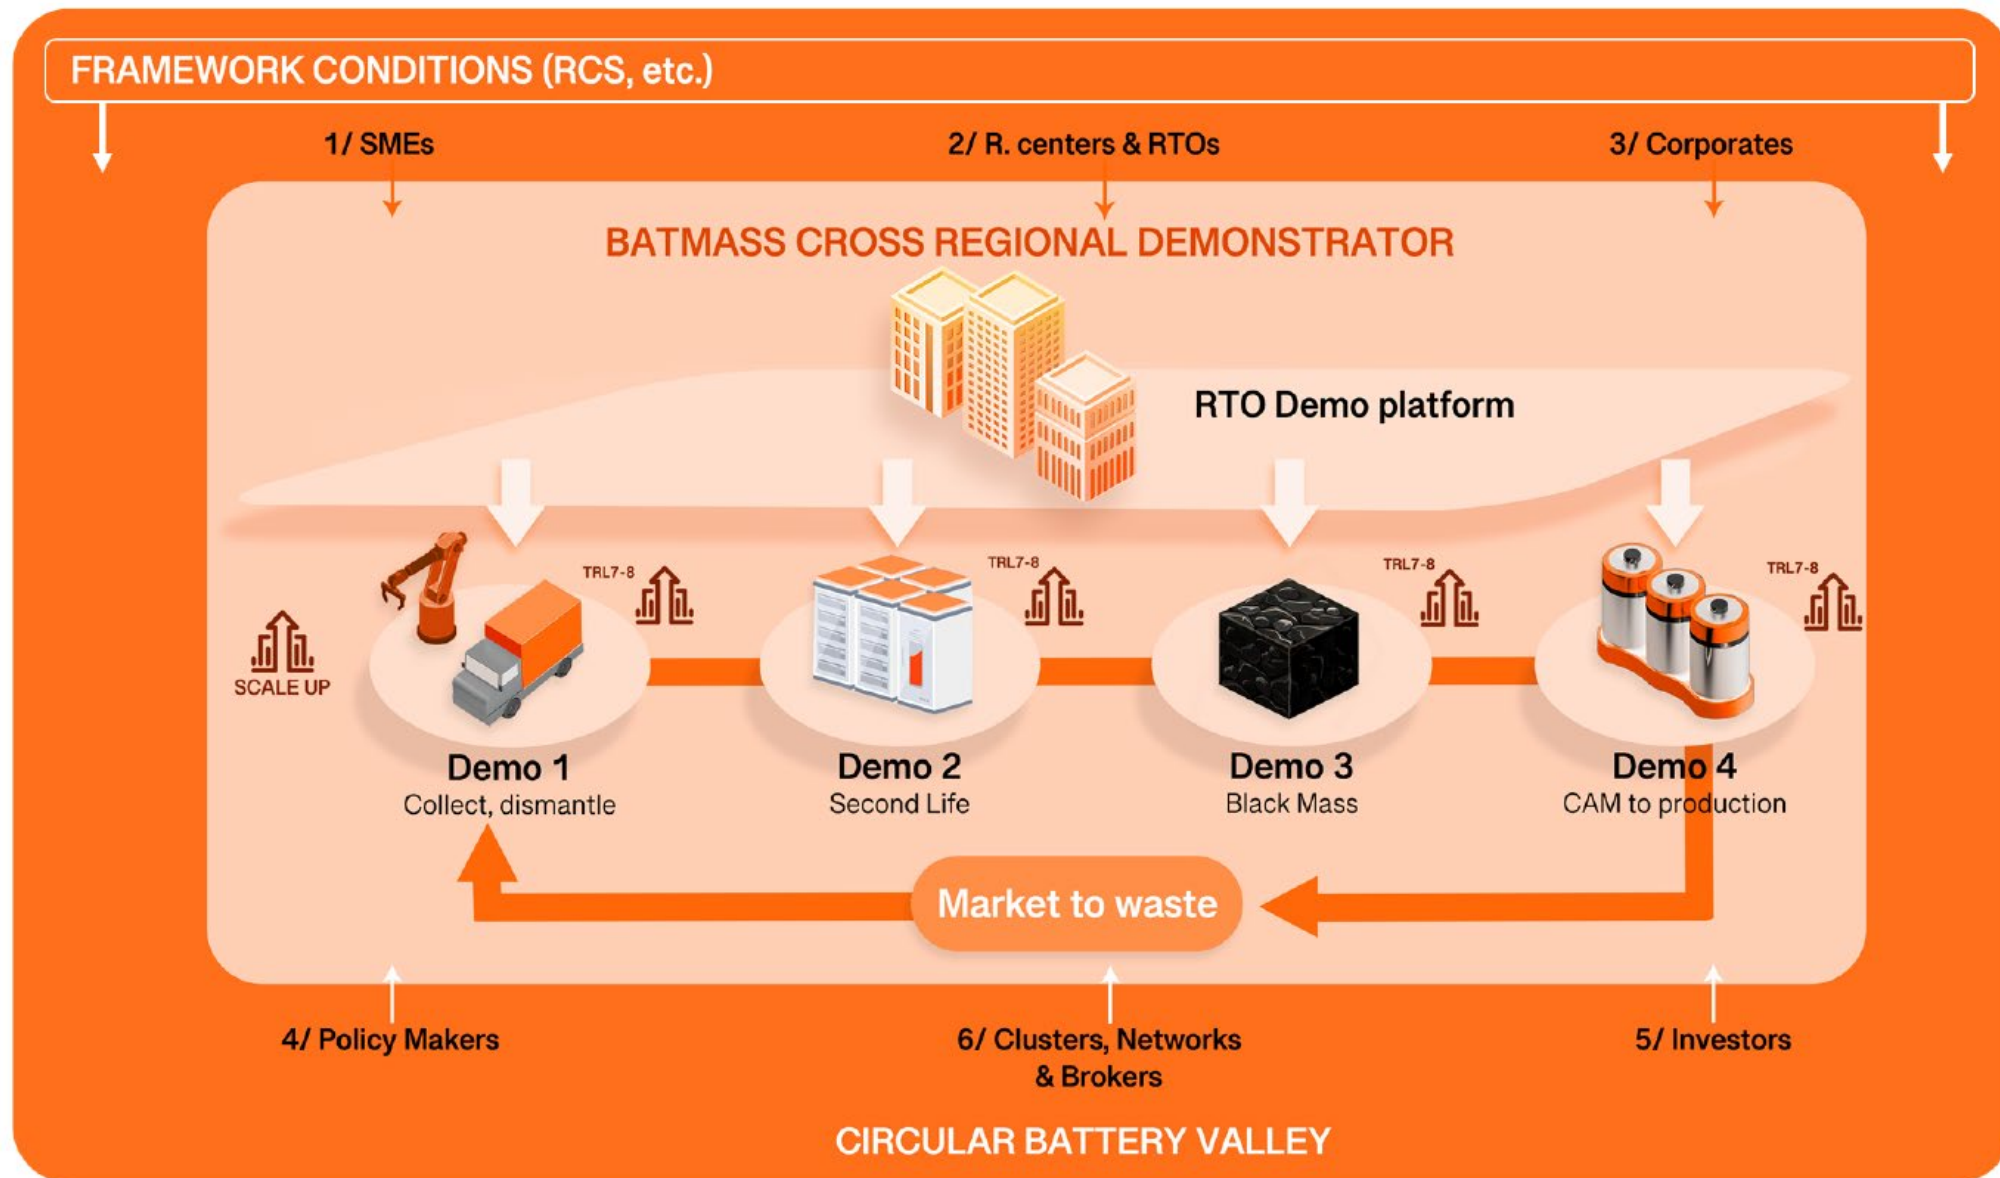 FRAMEWORK CONDITIONS (RCS, etc.)
1/ SMEs
2/ R. centers & RTOs
3/ Corporates
BATMASS CROSS REGIONAL DEMONSTRATOR
RTO Demo platform
TRL7-8
TRL7-8
TRL7-8
TRL7-8
SCALE UP
Demo 1
Collect, dismantle
Demo 2
Second Life
Demo 3
Black Mass
Demo 4
CAM to production
Market to waste
4/ Policy Makers
6/ Clusters, Networks
& Brokers
5/ Investors
CIRCULAR BATTERY VALLEY